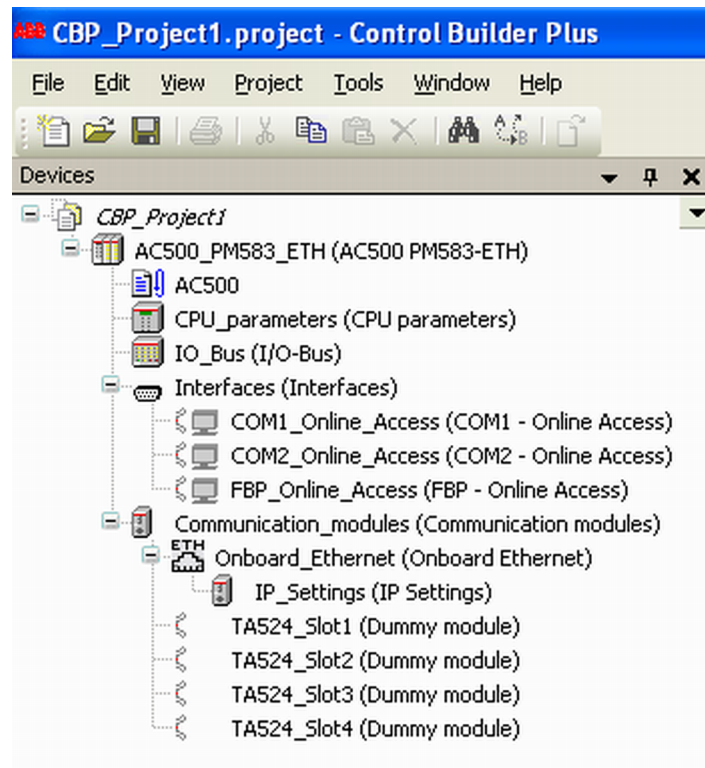 ABB CBP_Project1.project - Control Builder Plus
File Edit View Project Tools Window Help
A B
Devices
CBP_Project1
AC500_PM583_ETH (AC500 PM583-ETH)
AC500
CPU_parameters (CPU parameters)
IO_Bus (I/O-Bus)
Interfaces (Interfaces)
COM1_Online_Access (COM1 - Online Access)
COM2_Online_Access (COM2 - Online Access)
FBP_Online_Access (FBP - Online Access)
Communication_modules (Communication modules)
ETH Onboard_Ethernet (Onboard Ethernet)
IP_Settings (IP Settings)
TA524_Slot1 (Dummy module)
TA524_Slot2 (Dummy module)
TA524_Slot3 (Dummy module)
TA524_Slot4 (Dummy module)